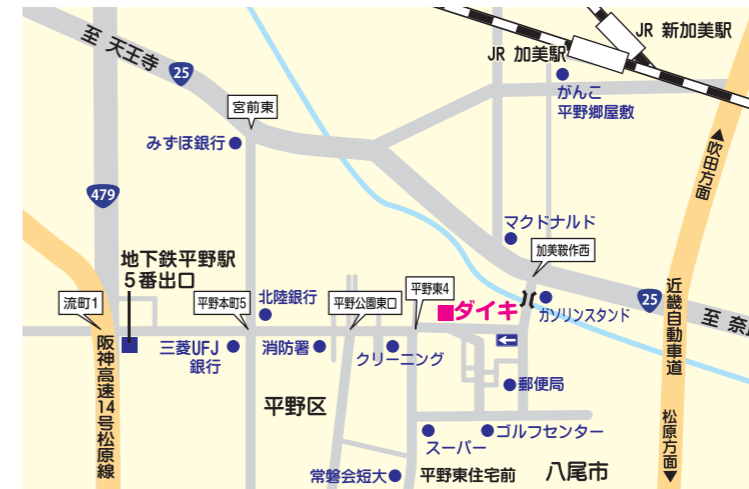 JR 新加美駅
JR 加美駅
至 天王寺
25
がんこ
平野郷屋敷
宮前東
みずほ銀行
吹田方面
479
マクドナルド
加美鞍作西
地下鉄平野駅
5番出口
北陸銀行
流町1
平野本町5
平野公園東口
平野東4
ダイキ
ガソリンスタンド
25
至 奈
近畿自動車道
阪神高速14号松原線
三菱UFJ
銀行
消防署
クリーニング
郵便局
平野区
スーパー
ゴルフセンター
松原方面
常磐会短大
平野東住宅前
八尾市